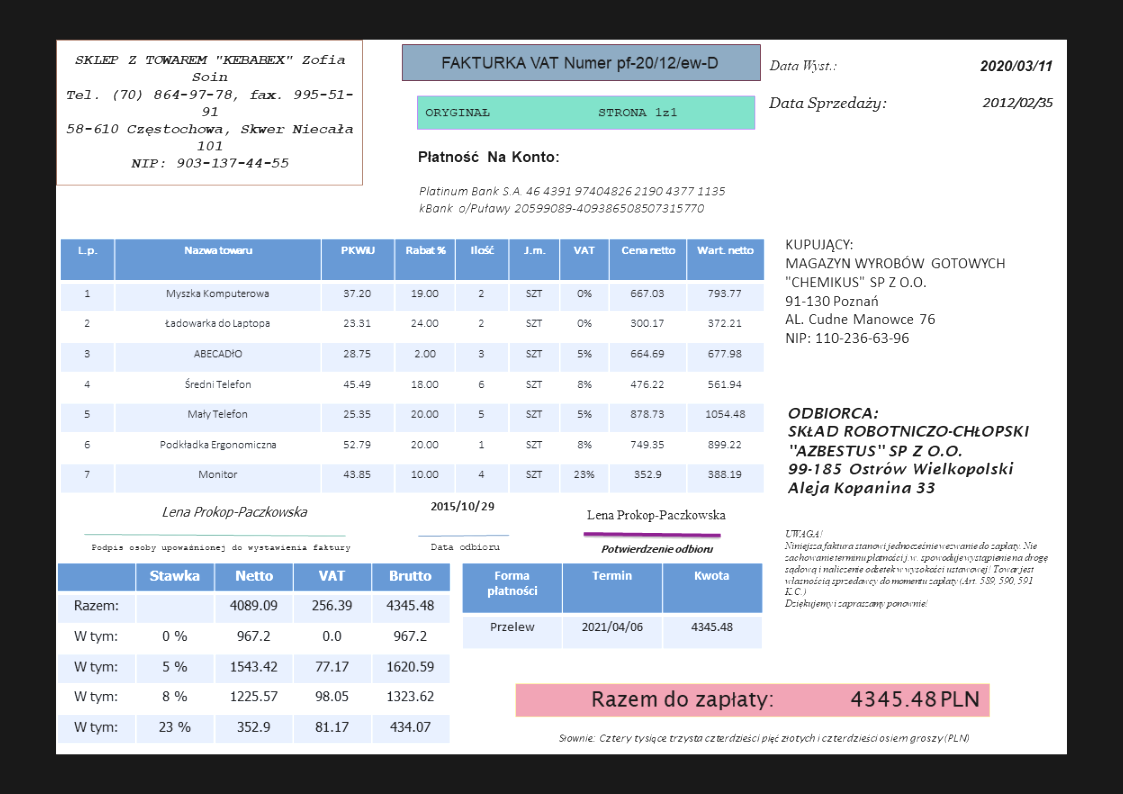 SKLEP Z TOWAREM "KEBABEX" Zofia
Soin
Tel. (70) 864-97-78, fax. 995-51-
91
58-610 Częstochowa, Skwer Niecała
101
NIP: 903-137-44-55
FAKTURKA VAT Numer pf-20/12/ew-D
ORYGINAŁ STRONA 1z1
Data Wyst.: 2020/03/11
Data Sprzedaży: 2012/02/35
Płatność Na Konto:
Platinum Bank S.A. 46 4391 97404826 2190 4377 1135
kBank o/Puławy 20599089-409386508507315770
L.p. Nazwa towaru PKWiU Rabat % Ilość J.m. VAT Cena netto Wart. netto
1 Myszka Komputerowa 37.20 19.00 2 SZT 0% 667.03 793.77
2 Ładowarka do Laptopa 23.31 24.00 2 SZT 0% 300.17 372.21
3 ABECADŁO 28.75 2.00 3 SZT 5% 664.69 677.98
4 Średni Telefon 45.49 18.00 6 SZT 8% 476.22 561.94
5 Mały Telefon 25.35 20.00 5 SZT 5% 878.73 1054.48
6 Podkładka Ergonomiczna 52.79 20.00 1 SZT 8% 749.35 899.22
7 Monitor 43.85 10.00 4 SZT 23% 352.9 388.19
KUPUJĄCY:
MAGAZYN WYROBÓW GOTOWYCH
"CHEMIKUS" SP Z O.O.
91-130 Poznań
AL. Cudne Manowce 76
NIP: 110-236-63-96
ODBIORCA:
SKŁAD ROBOTNICZO-CHŁOPSKI
"AZBESTUS" SP Z O.O.
99-185 Ostrów Wielkopolski
Aleja Kopanina 33
Lena Prokop-Paczkowska
Podpis osoby upoważnionej do wystawienia faktury
2015/10/29
Data odbioru
Lena Prokop-Paczkowska
Potwierdzenie odbioru
UWAGA!
Niniejsza faktura stanowi jednocześnie wezwanie do zapłaty. Nie
zachowanie terminu płatności j.w. spowoduje wystąpienie na drogę
sądową i naliczenie odsetek w wysokości ustawowej! Towar jest
własnością sprzedawcy do momentu zapłaty (Art. 589, 590, 591
K.C.)
Dziękujemy i zapraszamy ponownie!
Stawka Netto VAT Brutto
Razem: 4089.09 256.39 4345.48
W tym: 0 % 967.2 0.0 967.2
W tym: 5 % 1543.42 77.17 1620.59
W tym: 8 % 1225.57 98.05 1323.62
W tym: 23 % 352.9 81.17 434.07
Forma
płatności Termin Kwota
Przelew 2021/04/06 4345.48
Razem do zapłaty: 4345.48 PLN
Słownie: Cztery tysiące trzysta czterdzieści pięć złotych i czterdzieści osiem groszy (PLN)